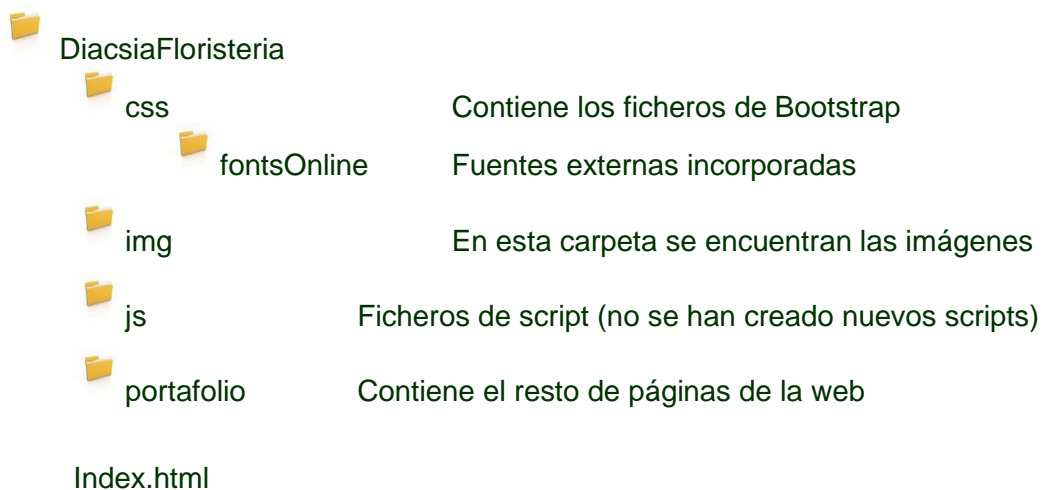 DiacsiaFloristeria
css Contiene los ficheros de Bootstrap
fontsOnline Fuentes externas incorporadas
img En esta carpeta se encuentran las imágenes
js Ficheros de script (no se han creado nuevos scripts)
portafolio Contiene el resto de páginas de la web
Index.html